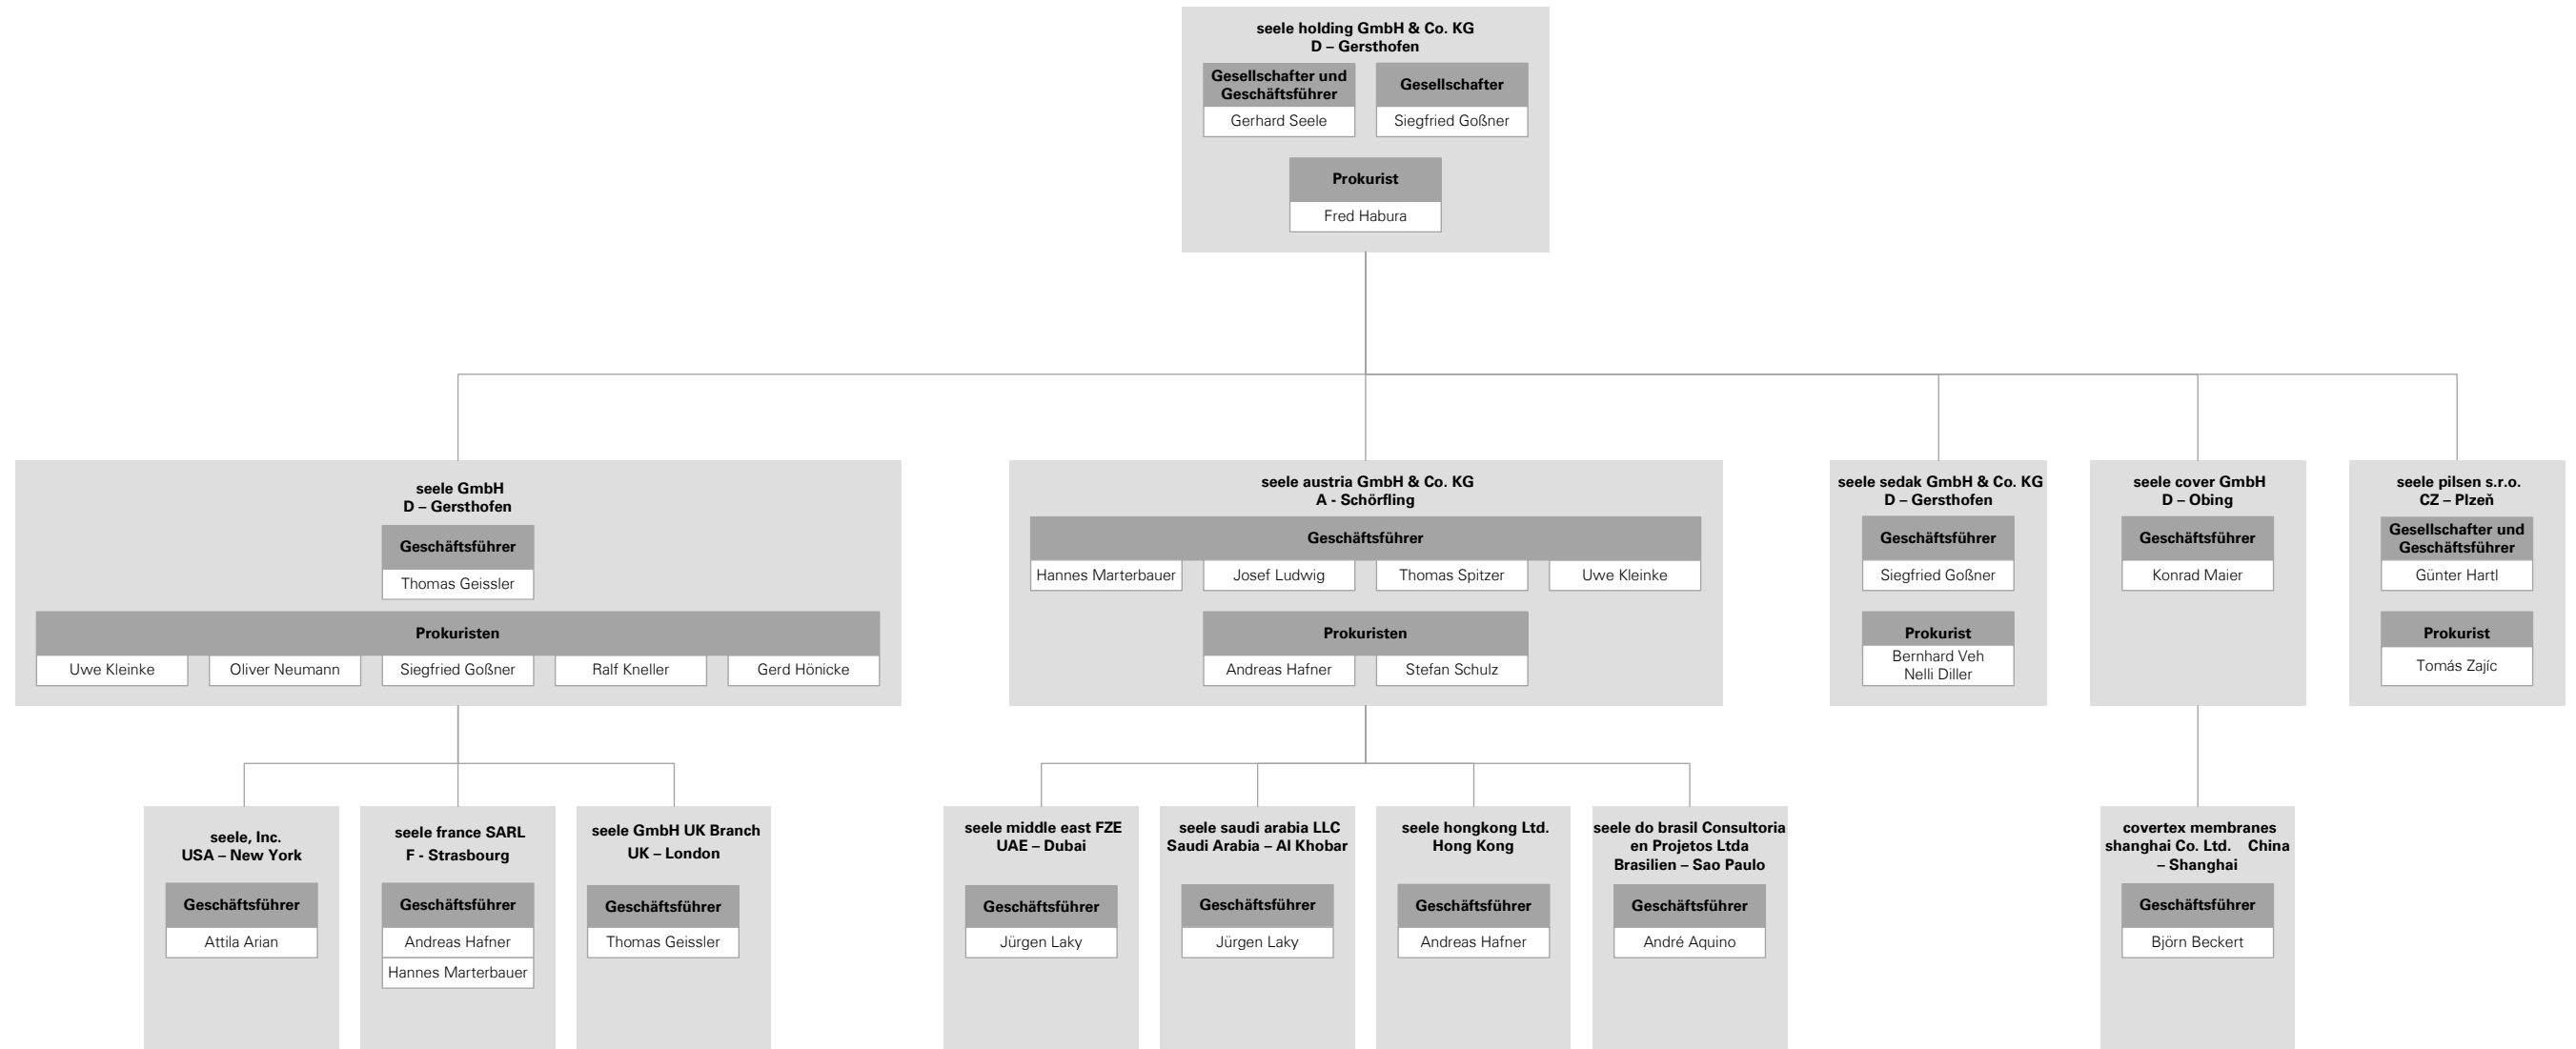 seele holding GmbH & Co. KG
D – Gersthofen
Gesellschafter und
Geschäftsführer
Gerhard Seele
Gesellschafter
Siegfried Goßner
Prokurist
Fred Habura
seele GmbH
D – Gersthofen
Geschäftsführer
Thomas Geissler
Prokuristen
Uwe Kleinke
Oliver Neumann
Siegfried Goßner
Ralf Kneller
Gerd Hönicke
seele austria GmbH & Co. KG
A - Schörfling
Geschäftsführer
Hannes Marterbauer
Josef Ludwig
Thomas Spitzer
Uwe Kleinke
Prokuristen
Andreas Hafner
Stefan Schulz
seele sedak GmbH & Co. KG
D – Gersthofen
Geschäftsführer
Siegfried Goßner
Prokurist
Bernhard Veh
Nelli Diller
seele cover GmbH
D – Obing
Geschäftsführer
Konrad Maier
seele pilsen s.r.o.
CZ – Plzeň
Gesellschafter und
Geschäftsführer
Günter Hartl
Prokurist
Tomás Zajíc
seele, Inc.
USA – New York
Geschäftsführer
Attila Arian
seele france SARL
F - Strasbourg
Geschäftsführer
Andreas Hafner
Hannes Marterbauer
seele GmbH UK Branch
UK – London
Geschäftsführer
Thomas Geissler
seele middle east FZE
UAE – Dubai
Geschäftsführer
Jürgen Laky
seele saudi arabia LLC
Saudi Arabia – Al Khobar
Geschäftsführer
Jürgen Laky
seele hongkong Ltd.
Hong Kong
Geschäftsführer
Andreas Hafner
seele do brasil Consultoria
en Projetos Ltda
Brasilien – Sao Paulo
Geschäftsführer
André Aquino
covertex membranes
shanghai Co. Ltd. China
– Shanghai
Geschäftsführer
Björn Beckert